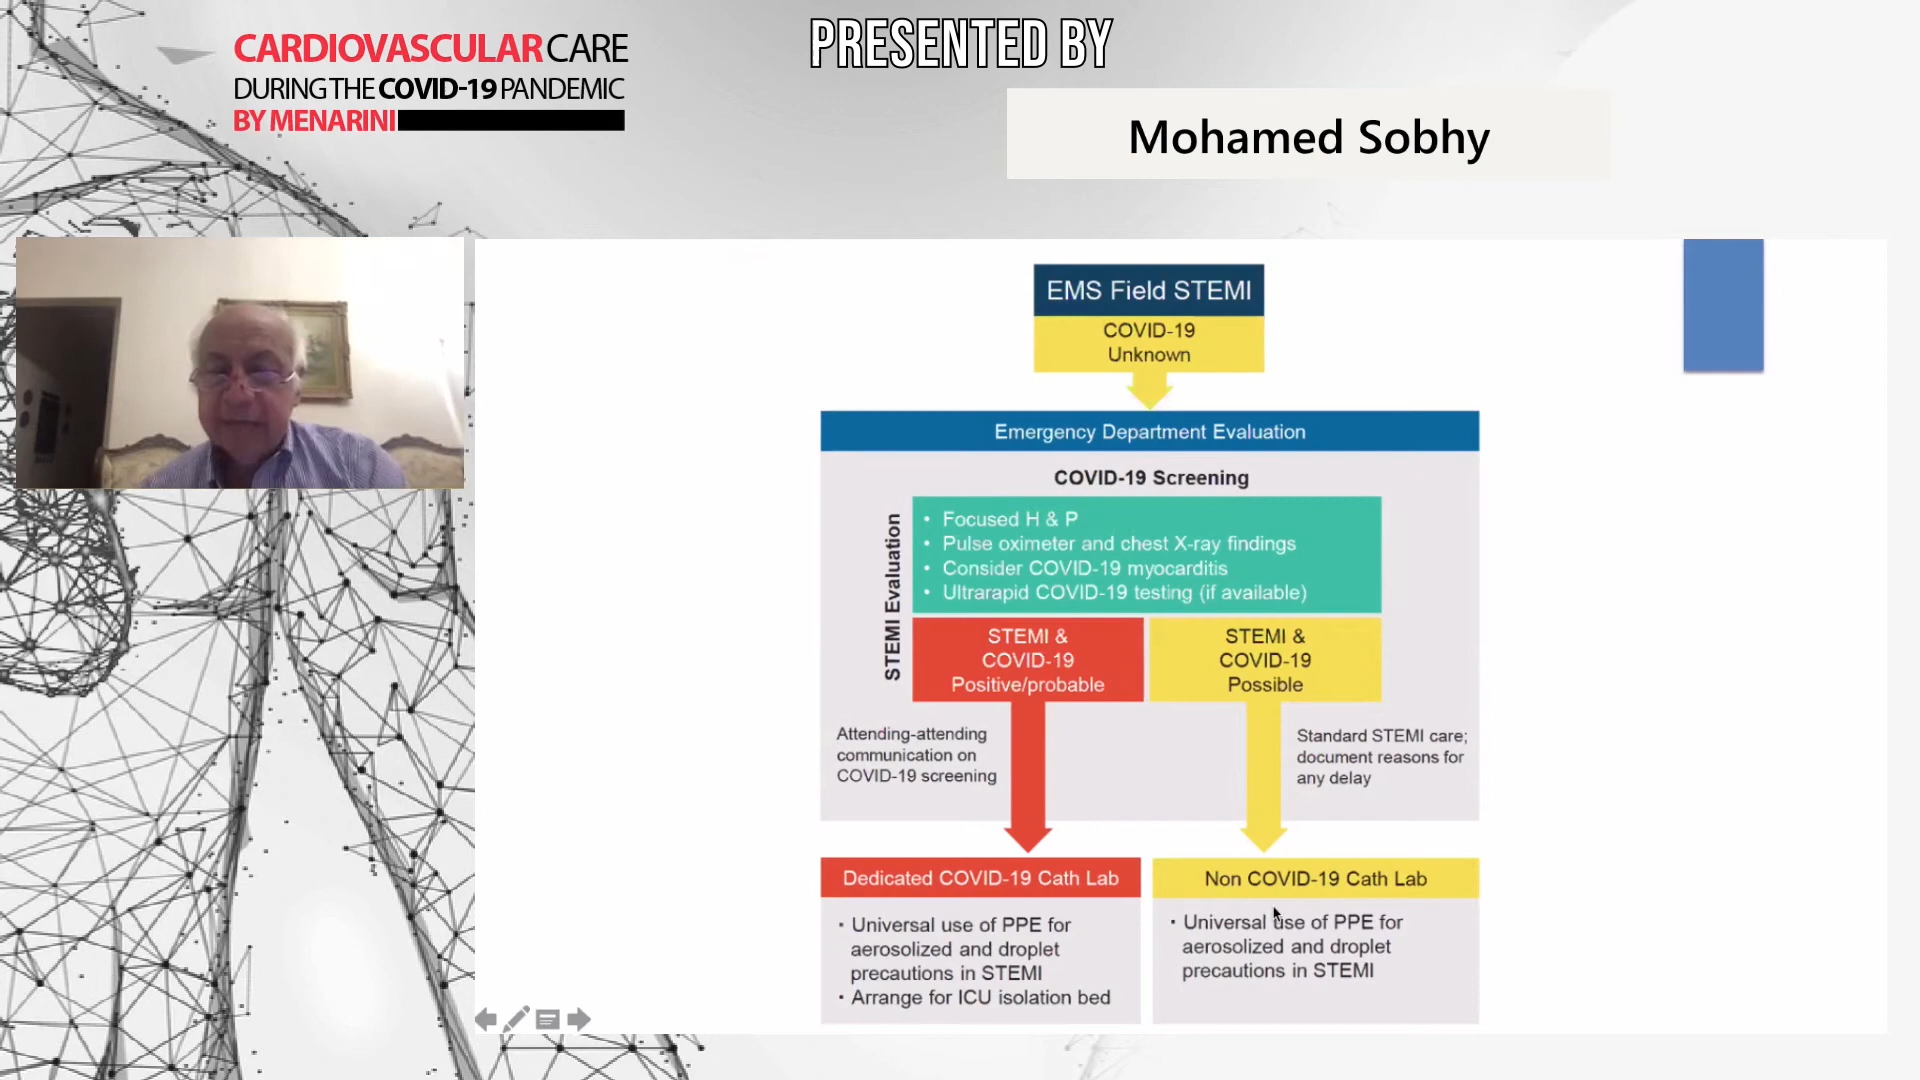 CARDIOVASCULAR CARE
DURING THE COVID-19 PANDEMIC
BY MENARINI
PRESENTED BY
Mohamed Sobhy
EMS Field STEMI
COVID-19
Unknown
Emergency Department Evaluation
COVID-19 Screening
STEMI Evaluation
• Focused H & P
• Pulse oximeter and chest X-ray findings
• Consider COVID-19 myocarditis
• Ultrarapid COVID-19 testing (if available)
STEMI &
COVID-19
Positive/probable
STEMI &
COVID-19
Possible
Attending-attending
communication on
COVID-19 screening
Standard STEMI care;
document reasons for
any delay
Dedicated COVID-19 Cath Lab
• Universal use of PPE for
aerosolized and droplet
precautions in STEMI
• Arrange for ICU isolation bed
Non COVID-19 Cath Lab
• Universal use of PPE for
aerosolized and droplet
precautions in STEMI